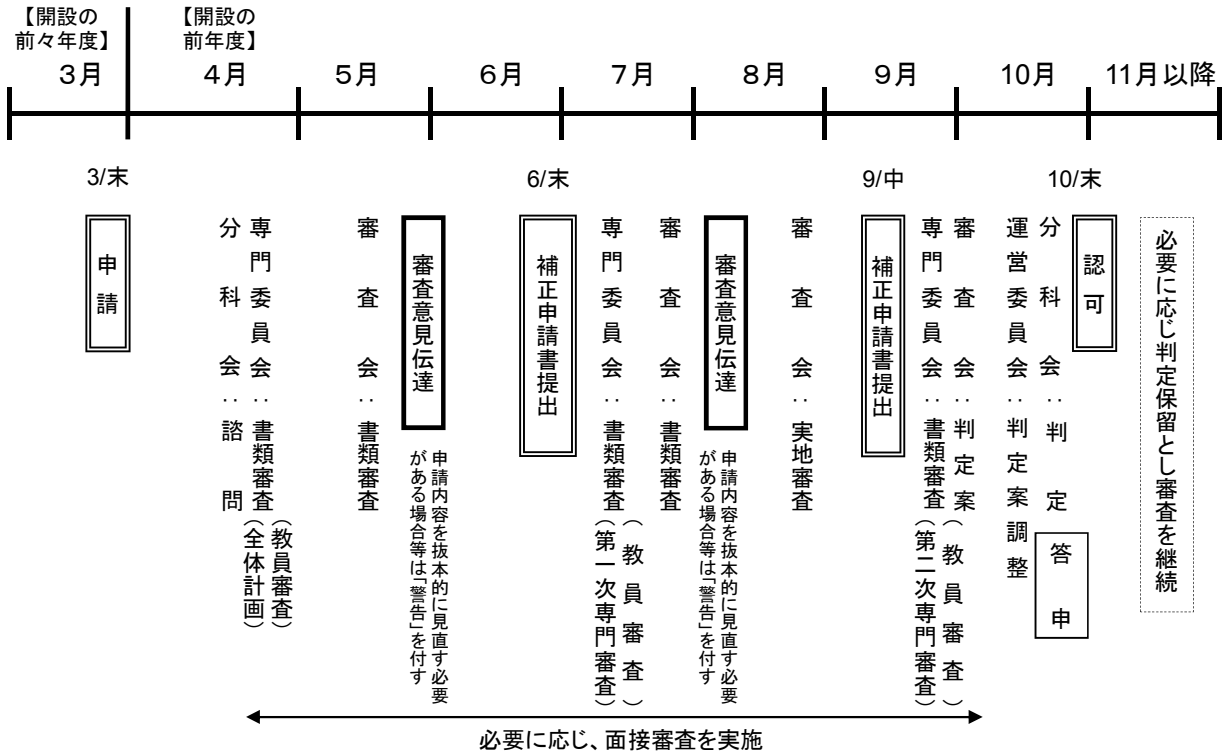 【開設の
前々年度】
【開設の
前年度】
３月
４月
５月
６月
７月
８月
９月
10月
11月以降
3/末
6/末
9/中
10/末
申請
分科会：諮問
専門委員会：書類審査
（教員審査）
（全体計画）
審査会：書類審査
審査意見伝達
申請内容を抜本的に見直す必要
がある場合等は「警告」を付す
補正申請書提出
専門委員会：書類審査
（教員審査）
（第一次専門審査）
審査会：書類審査
審査意見伝達
申請内容を抜本的に見直す必要
がある場合等は「警告」を付す
審査会：実地審査
補正申請書提出
専門委員会：書類審査
（教員審査）
（第二次専門審査）
審査会：判定案
運営委員会：判定案調整
分科会：判定
答申
認可
必要に応じ判定保留とし審査を継続
必要に応じ、面接審査を実施